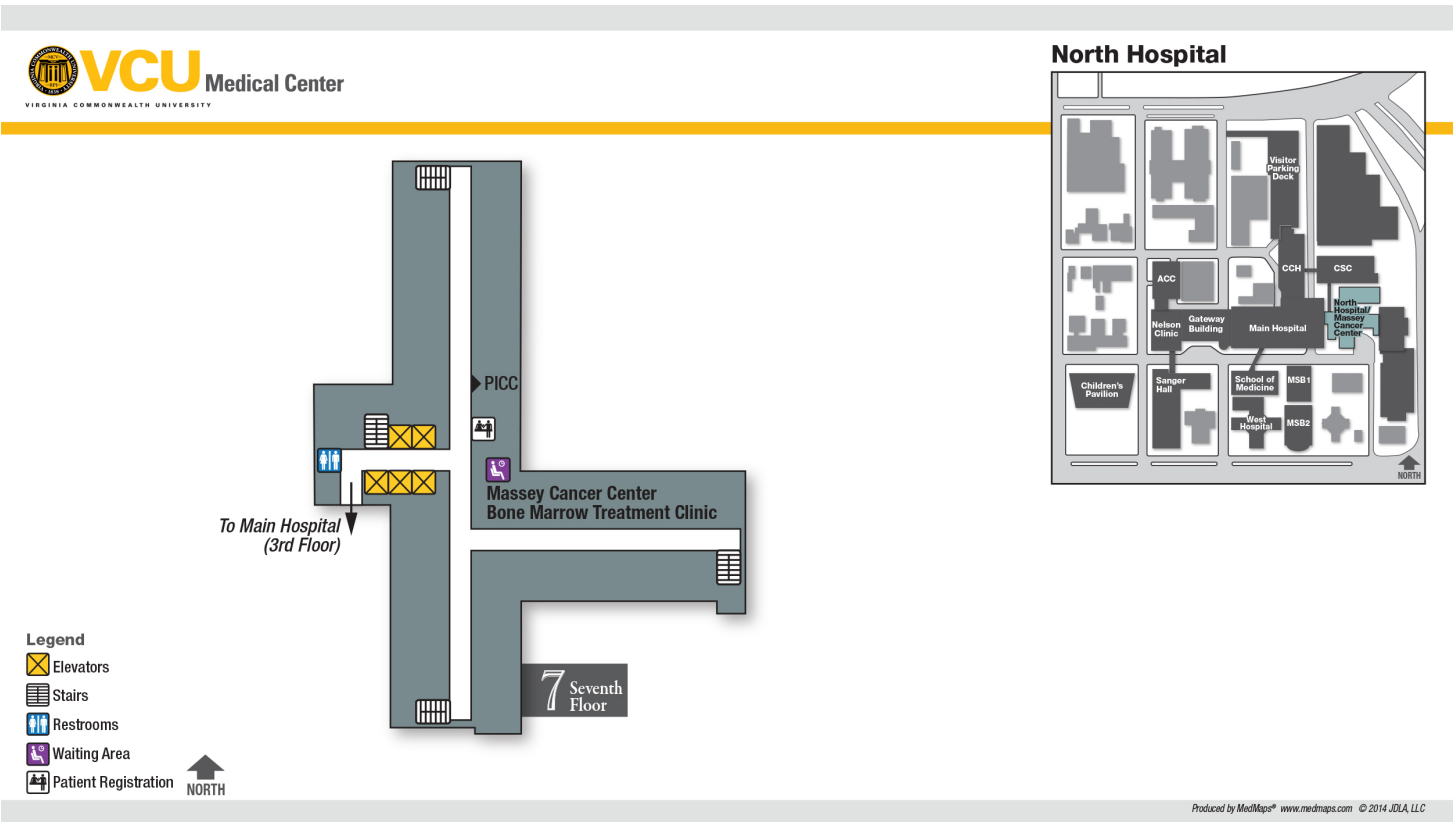 VCU Medical Center
VIRGINIA COMMONWEALTH UNIVERSITY
North Hospital
Visitor
Parking
Deck
CCH
CSC
ACC
North
Hospital/
Massey
Cancer
Center
Nelson
Clinic
Gateway
Building
Main Hospital
Children's
Pavilion
Sanger
Hall
School of
Medicine
MSB1
West
Hospital
MSB2
NORTH
PICC
Massey Cancer Center
Bone Marrow Treatment Clinic
To Main Hospital
(3rd Floor)
7 Seventh
Floor
Legend
Elevators
Stairs
Restrooms
Waiting Area
Patient Registration
NORTH
Produced by MedMaps® www.medmaps.com © 2014 JDLA, LLC